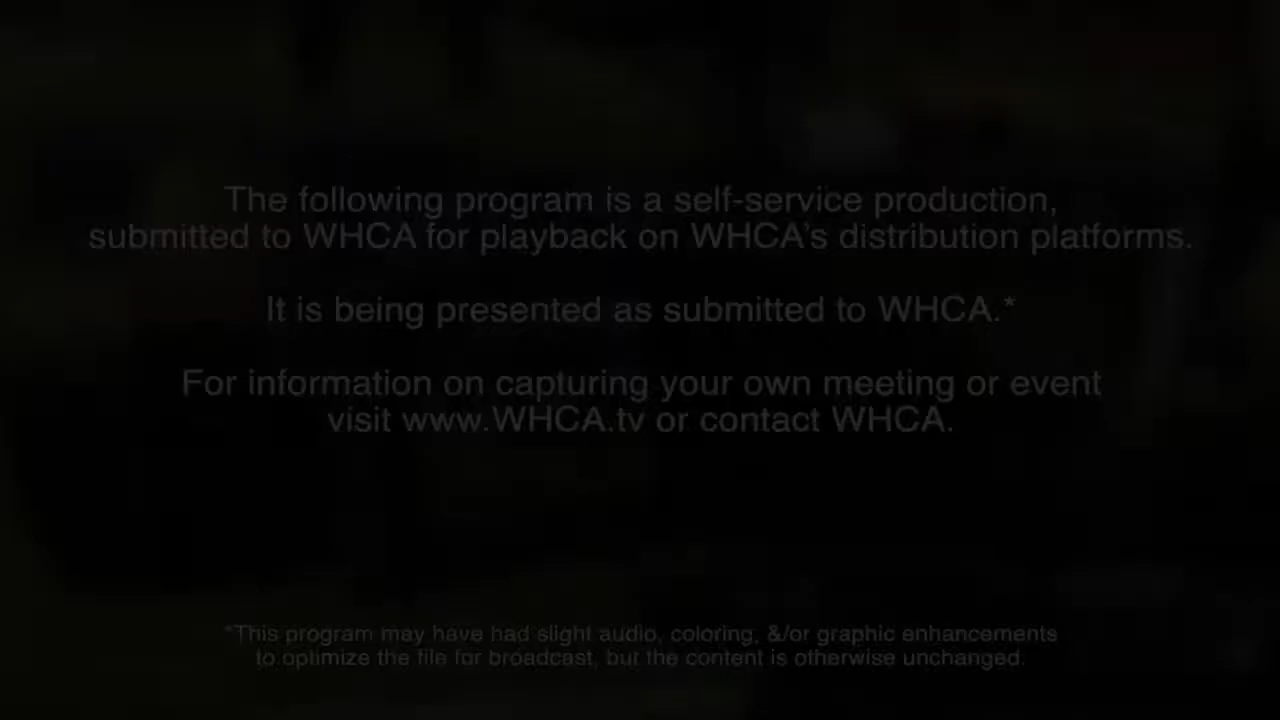 The following program is a self-service production,
submitted to WHCA for playback on WHCA's distribution platforms.
It is being presented as submitted to WHCA.*
For information on capturing your own meeting or event
visit www.WHCA.tv or contact WHCA.
*This program may have had slight audio, coloring, &/or graphic enhancements
to optimize the file for broadcast, but the content is otherwise unchanged.